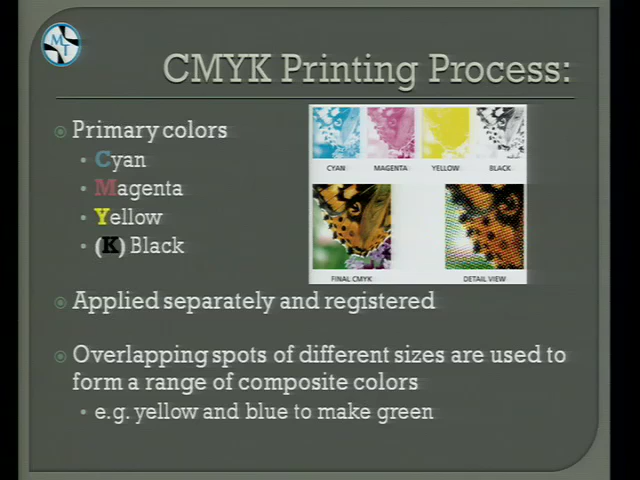 MT
CMYK Printing Process:
Primary colors
Cyan
Magenta
Yellow
(K) Black
CYAN MAGENTA YELLOW BLACK
FINAL CMYK DETAIL VIEW
Applied separately and registered
Overlapping spots of different sizes are used to
form a range of composite colors
e.g. yellow and blue to make green